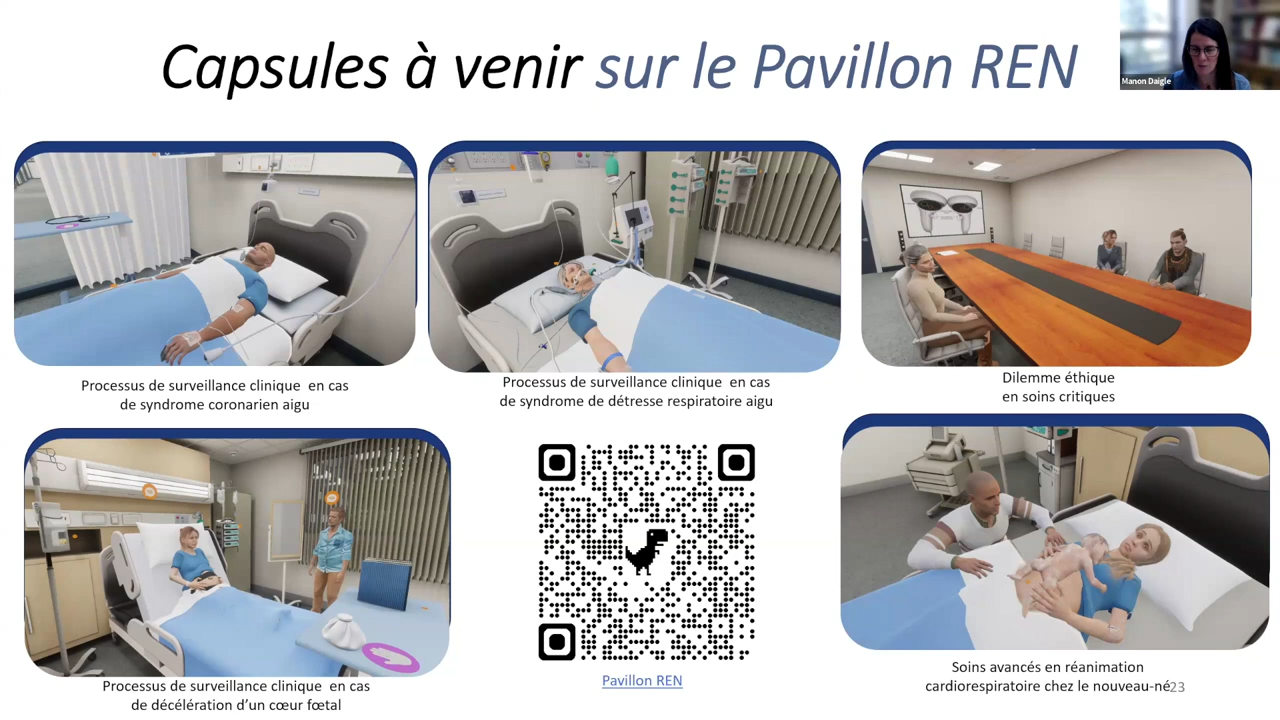 Capsules à venir sur le Pavillon REN
Manon Daigle
Processus de surveillance clinique en cas
de syndrome coronarien aigu
Processus de surveillance clinique en cas
de syndrome de détresse respiratoire aigu
Dilemme éthique
en soins critiques
Processus de surveillance clinique en cas
de décélération d'un cœur fœtal
Pavillon REN
Soins avancés en réanimation
cardiorespiratoire chez le nouveau-né
23